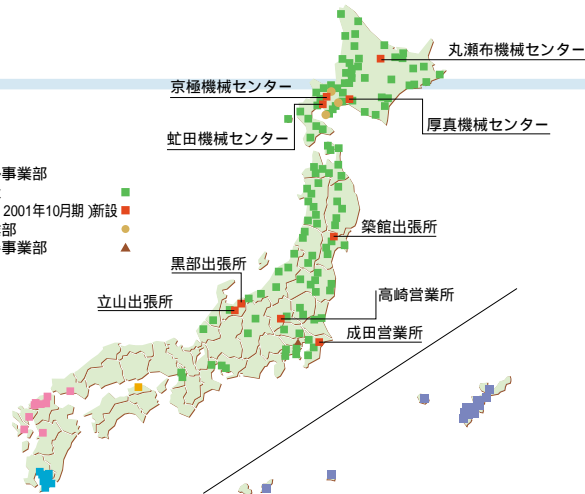 丸瀬布機械センター
京極機械センター
厚真機械センター
虻田機械センター
事業部
2001年10月期)新設
築館出張所
部
事業部
黒部出張所
立山出張所
高崎営業所
成田営業所